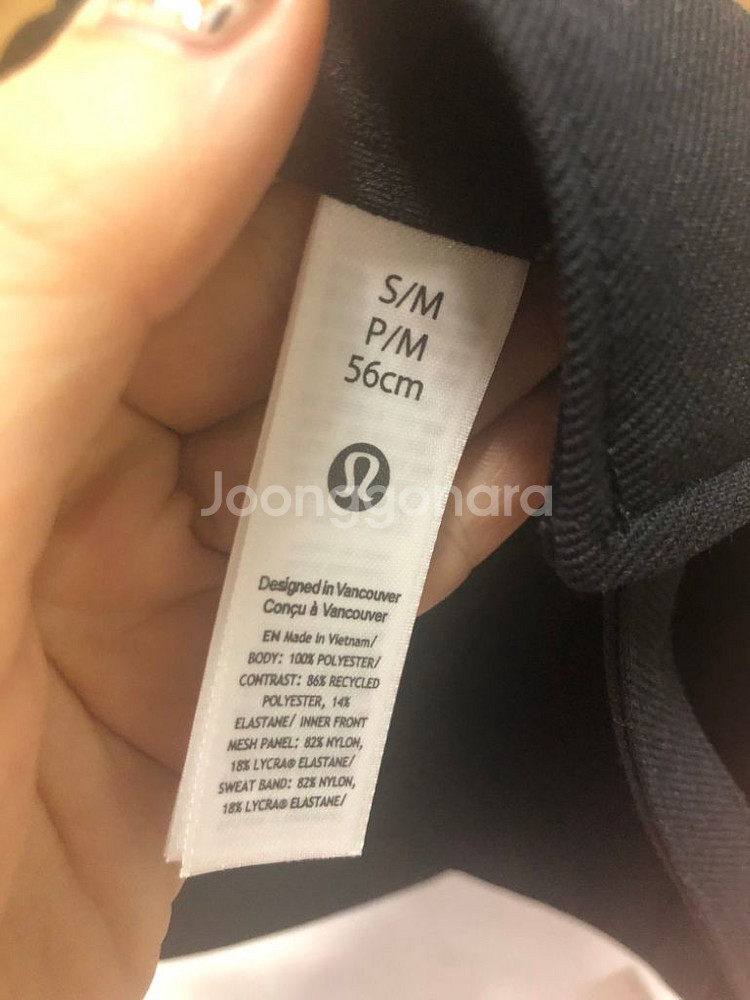 S/M
P/M
56cm
Joonggonara
Designed in Vancouver
Conçu à Vancouver
EN Made in Vietnam/
BODY: 100% POLYESTER/
CONTRAST: 86% RECYCLED
POLYESTER, 14%
ELASTANE/ INNER FRONT
MESH PANEL: 82% NYLON,
18% LYCRA® ELASTANE/
SWEAT BAND: 82% NYLON,
18% LYCRA® ELASTANE/